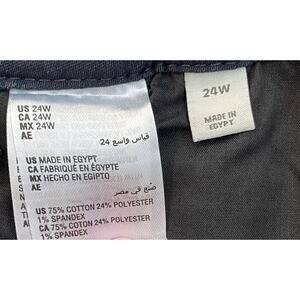 US 24W
CA 24W
MX 24W
AE
قياس واسع 24
US MADE IN EGYPT
CA FABRIQUÉ EN ÉGYPTE
MX HECHO EN EGIPTO
AE
صنع في مصر
US 75% COTTON 24% POLYESTER
1% SPANDEX
CA 75% COTTON 24% POLYESTER
1% SPANDEX
24W
MADE IN
EGYPT